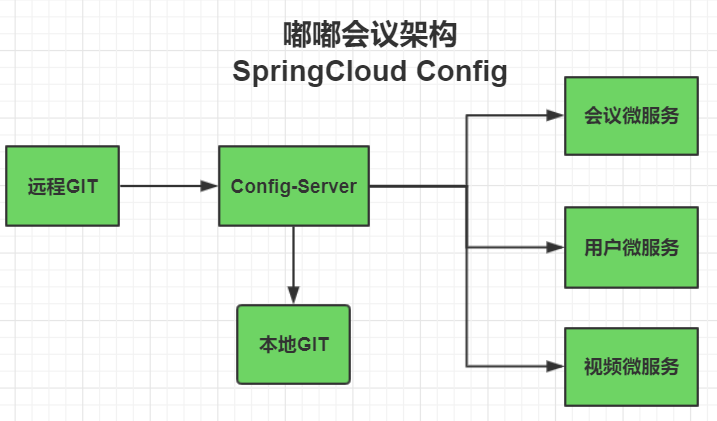 嘟嘟会议架构
SpringCloud Config
会议微服务
远程GIT
Config-Server
用户微服务
本地GIT
视频微服务